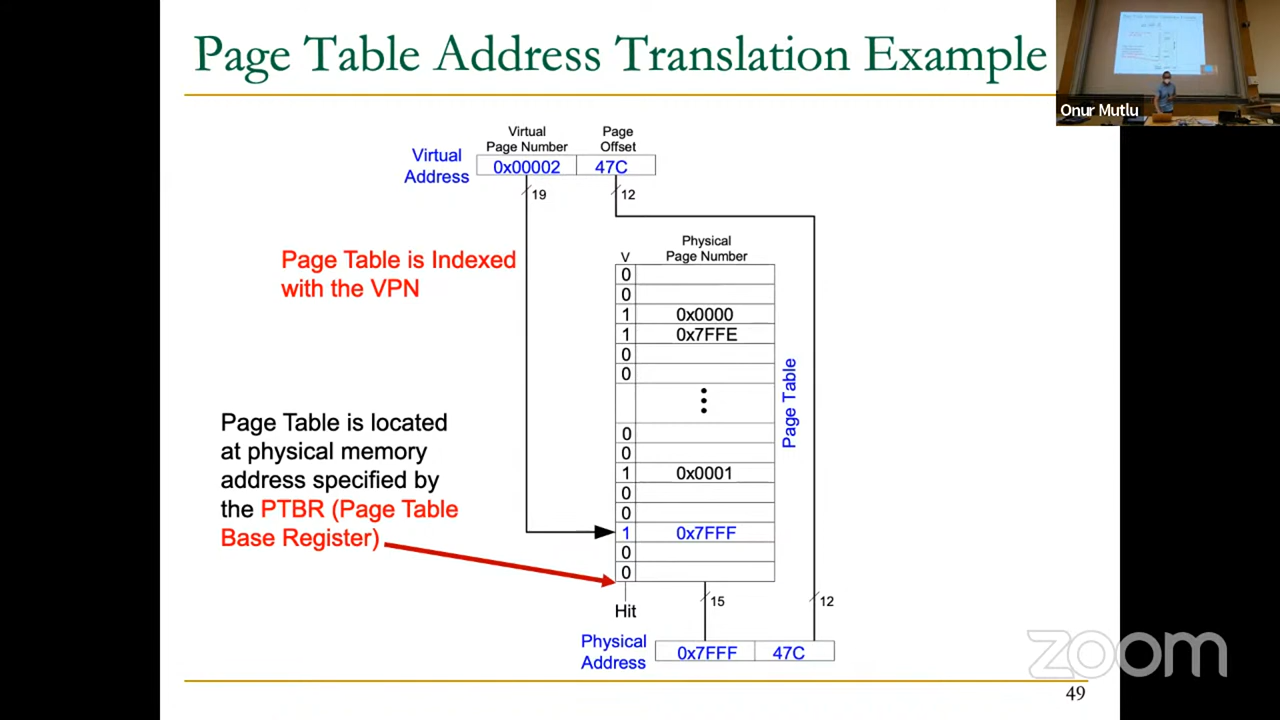 Page Table Address Translation Example
Onur Mutlu
Virtual
Page Number
Page
Offset
Virtual
Address
0x00002
47C
19
12
Page Table is Indexed
with the VPN
Physical
Page Number
V
0
0
1 0x0000
1 0x7FFE
0
0
⋮
0
0
1 0x0001
0
0
1 0x7FFF
0
0
Page Table
Page Table is located
at physical memory
address specified by
the PTBR (Page Table
Base Register)
Hit
15
12
Physical
Address
0x7FFF
47C
zoom
49